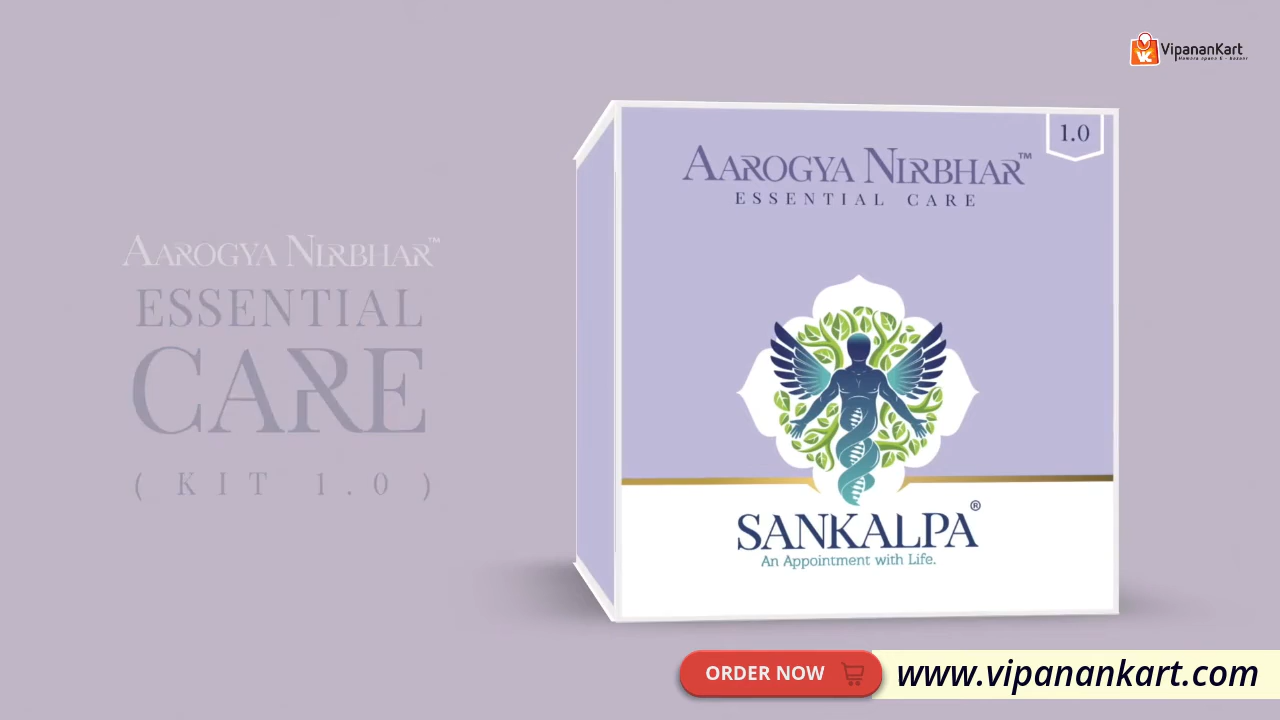 VipananKart
AAROGYA NIRBHAR™
ESSENTIAL
CARE
(KIT 1.0)
1.0
AAROGYA NIRBHAR™
ESSENTIAL CARE
SANKALPA®
An Appointment with Life.
ORDER NOW
www.vipanankart.com